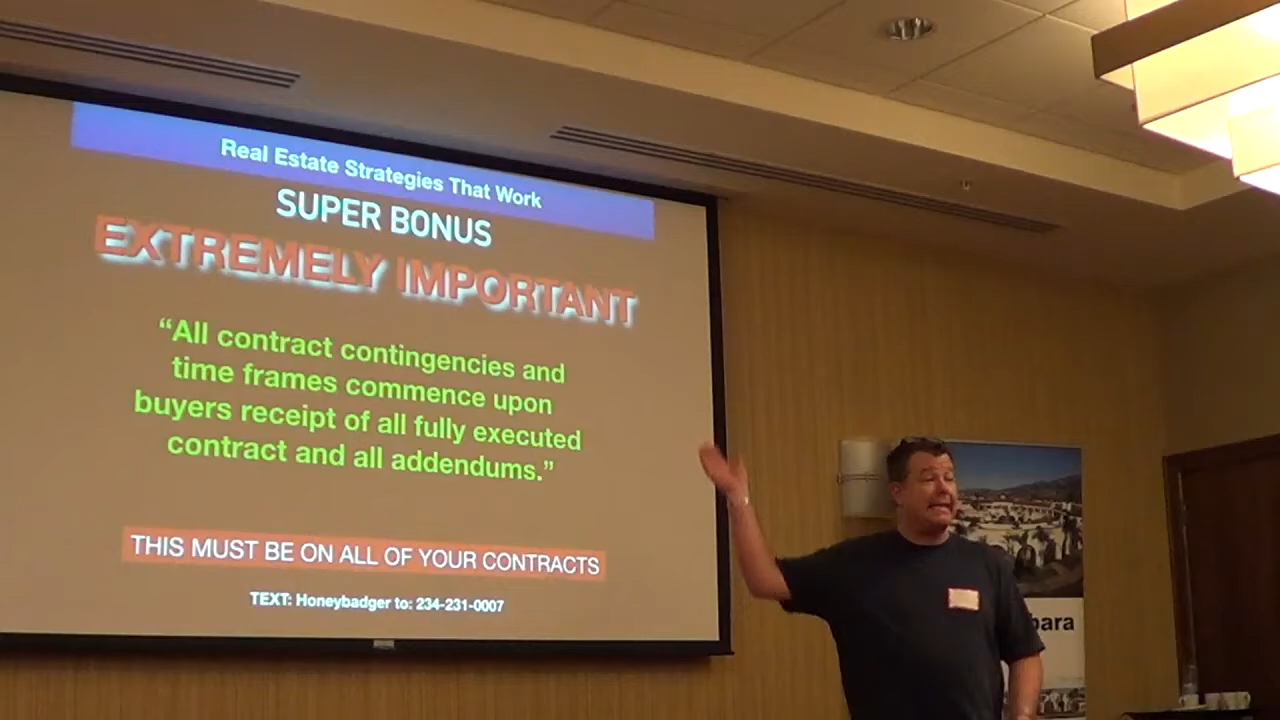 Real Estate Strategies That Work
SUPER BONUS
EXTREMELY IMPORTANT
“All contract contingencies and
time frames commence upon
buyers receipt of all fully executed
contract and all addendums.”
THIS MUST BE ON ALL OF YOUR CONTRACTS
TEXT: Honeybadger to: 234-231-0007
bara